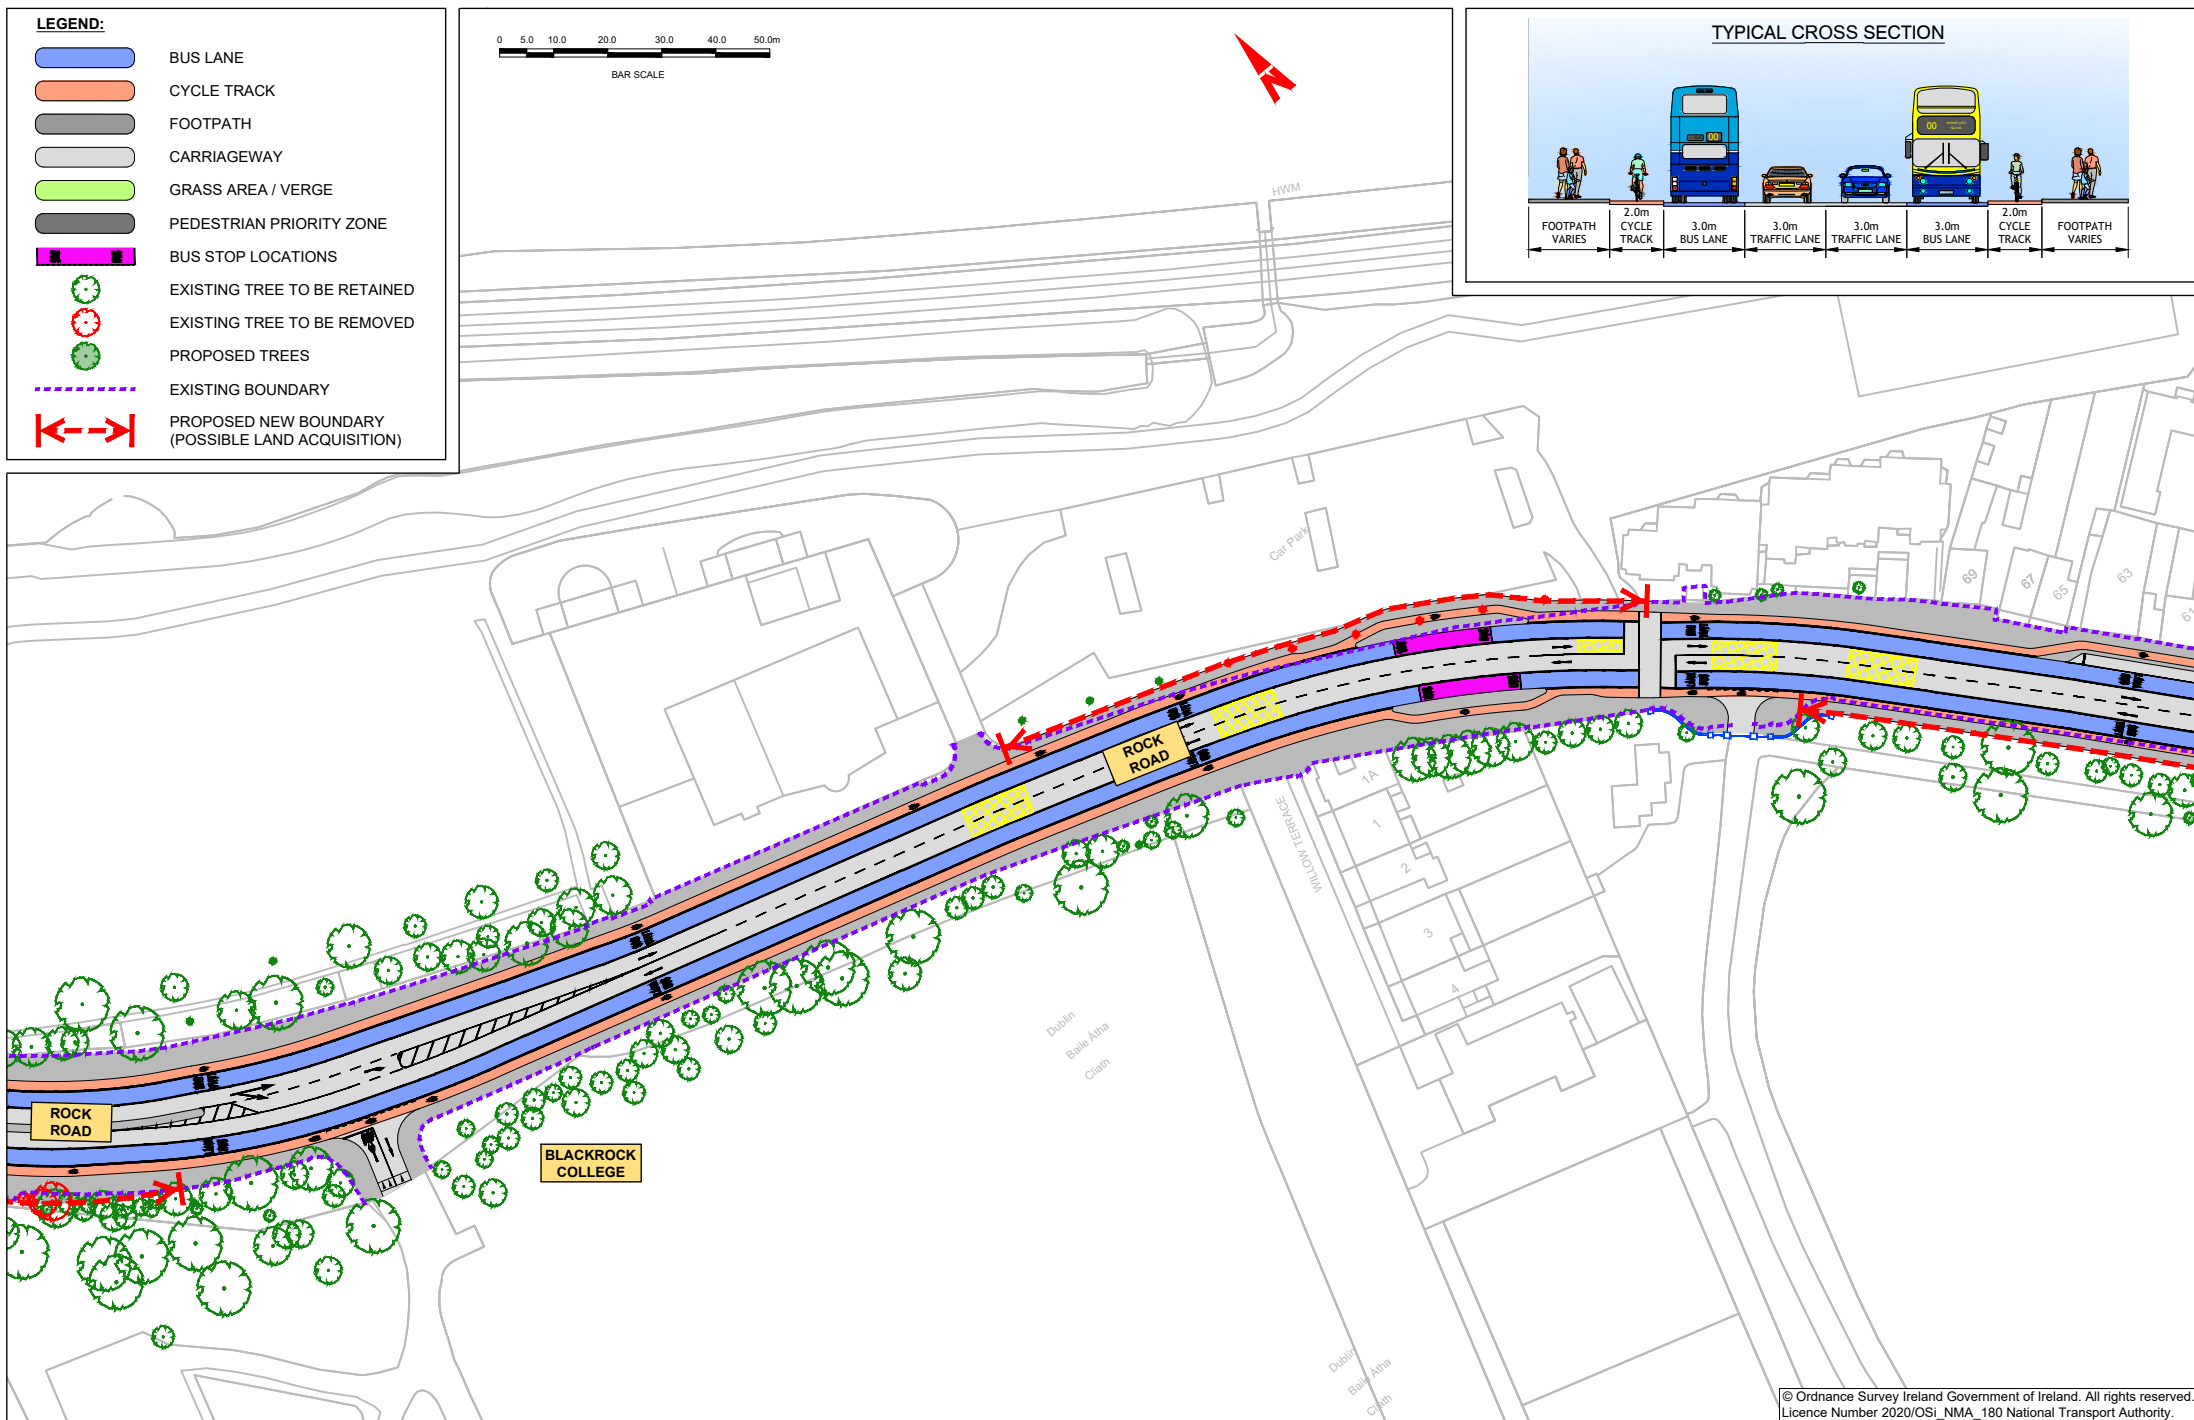 LEGEND:
BUS LANE
CYCLE TRACK
FOOTPATH
CARRIAGEWAY
GRASS AREA / VERGE
PEDESTRIAN PRIORITY ZONE
BUS STOP LOCATIONS
EXISTING TREE TO BE RETAINED
EXISTING TREE TO BE REMOVED
PROPOSED TREES
EXISTING BOUNDARY
PROPOSED NEW BOUNDARY
(POSSIBLE LAND ACQUISITION)
0 5.0 10.0 20.0 30.0 40.0 50.0m
BAR SCALE
N
TYPICAL CROSS SECTION
00
00
FOOTPATH
VARIES
2.0m
CYCLE
TRACK
3.0m
BUS LANE
3.0m
TRAFFIC LANE
3.0m
TRAFFIC LANE
3.0m
BUS LANE
2.0m
CYCLE
TRACK
FOOTPATH
VARIES
HWM
Car Park
69
67
65
63
61
ROCK
ROAD
WILLOW TERRACE
1A
1
2
3
4
Dublin
Baile Átha
Cliath
ROCK
ROAD
BLACKROCK
COLLEGE
Dublin
Baile Átha
Cliath
© Ordnance Survey Ireland Government of Ireland. All rights reserved.
Licence Number 2020/OSi_NMA_180 National Transport Authority.